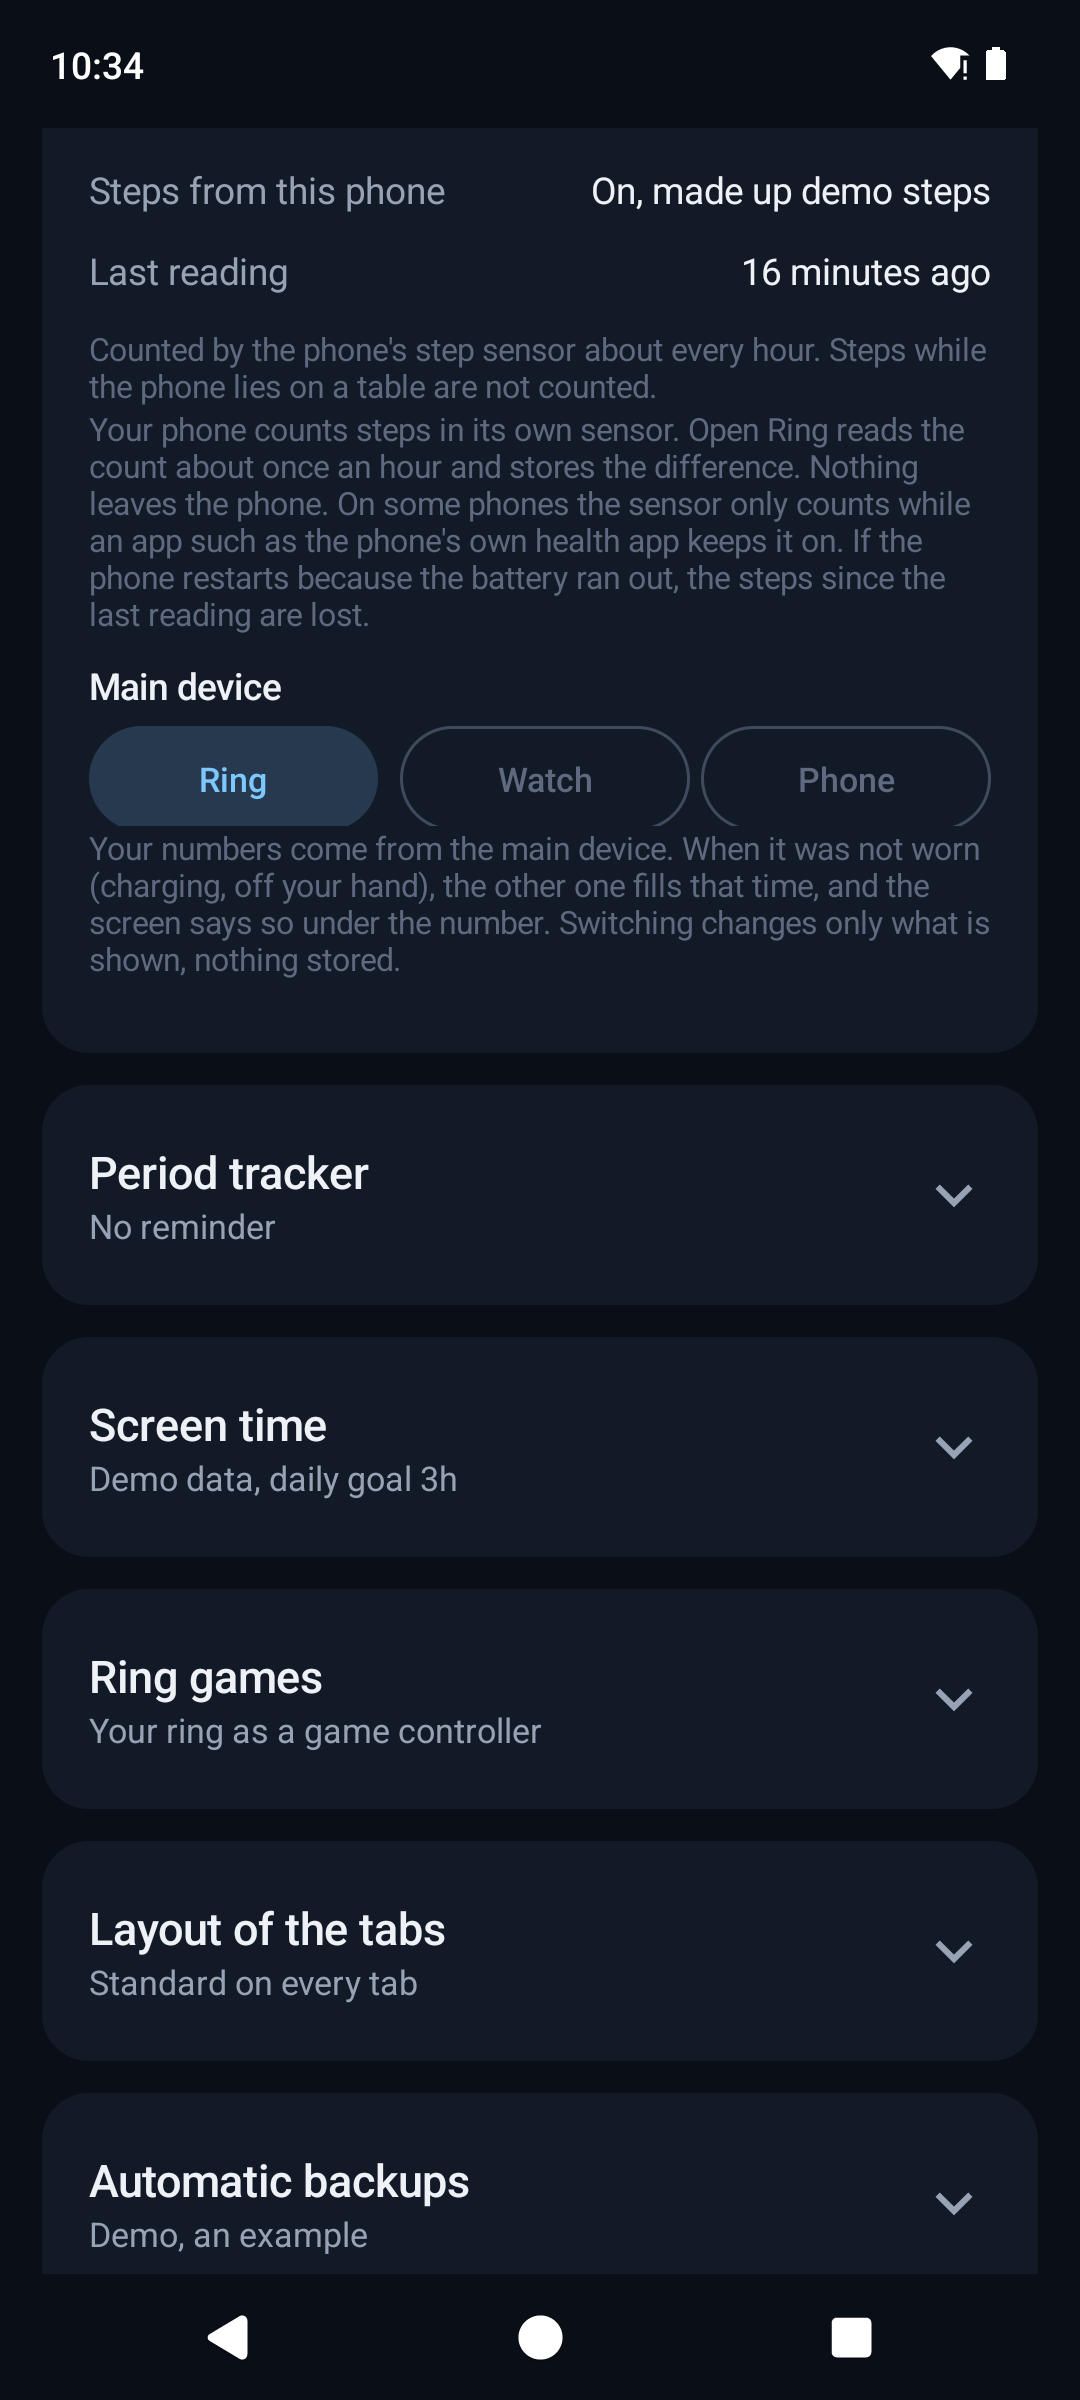 10:34
Steps from this phone On, made up demo steps
Last reading 16 minutes ago
Counted by the phone's step sensor about every hour. Steps while
the phone lies on a table are not counted.
Your phone counts steps in its own sensor. Open Ring reads the
count about once an hour and stores the difference. Nothing
leaves the phone. On some phones the sensor only counts while
an app such as the phone's own health app keeps it on. If the
phone restarts because the battery ran out, the steps since the
last reading are lost.
Main device
Ring Watch Phone
Your numbers come from the main device. When it was not worn
(charging, off your hand), the other one fills that time, and the
screen says so under the number. Switching changes only what is
shown, nothing stored.
Period tracker
No reminder
Screen time
Demo data, daily goal 3h
Ring games
Your ring as a game controller
Layout of the tabs
Standard on every tab
Automatic backups
Demo, an example